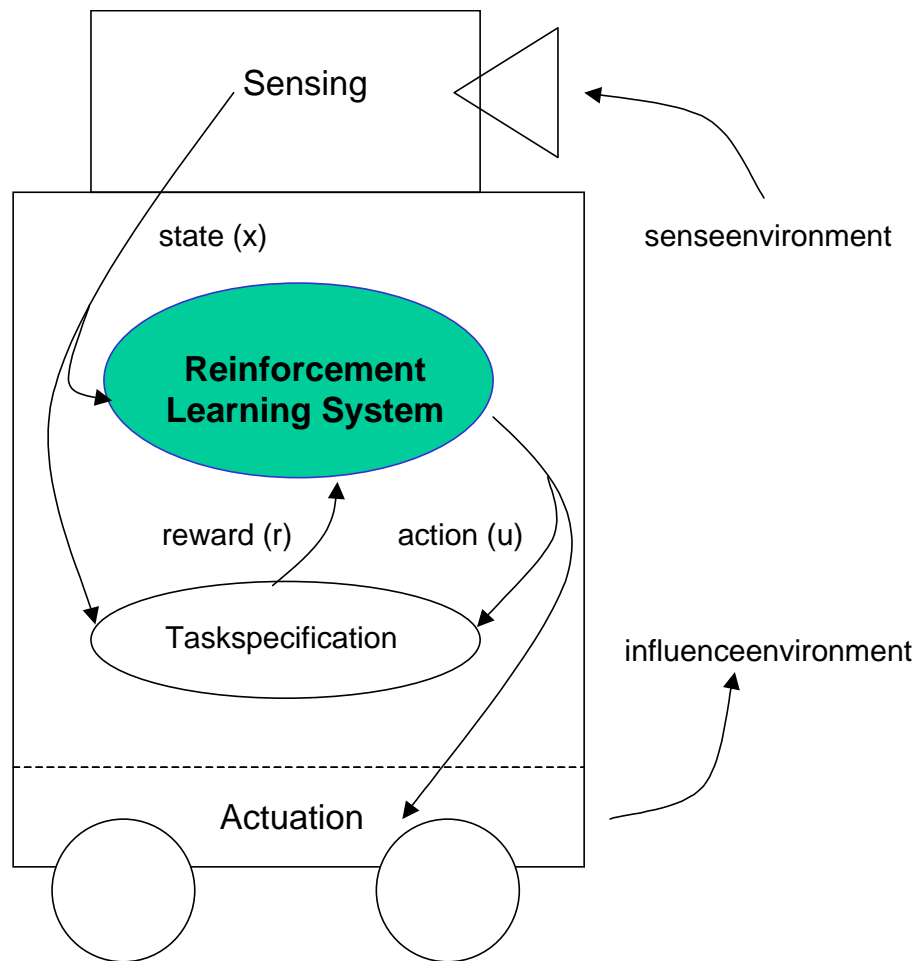 Sensing
state (x)
senseenvironment
Reinforcement
Learning System
reward (r)
action (u)
Taskspecification
influenceenvironment
Actuation